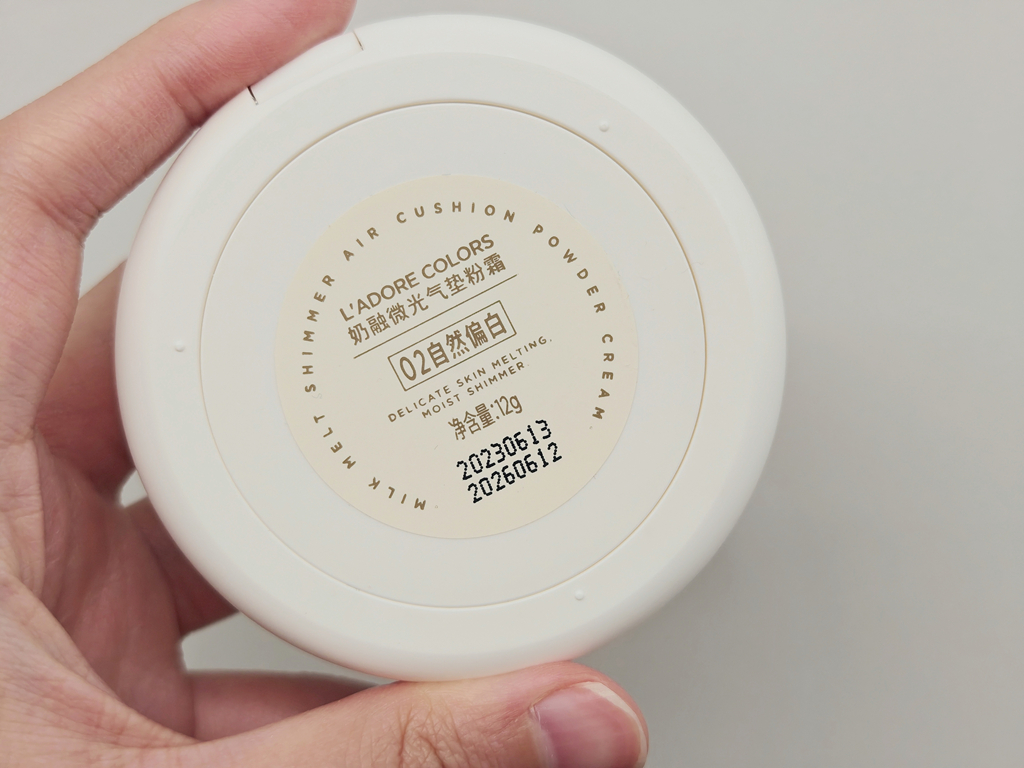 MILK MELT SHIMMER AIR CUSHION POWDER CREAM
L'ADORE COLORS
奶融微光气垫粉霜
02自然偏白
DELICATE SKIN MELTING,
MOIST SHIMMER
净含量:12g
20230613
20260612